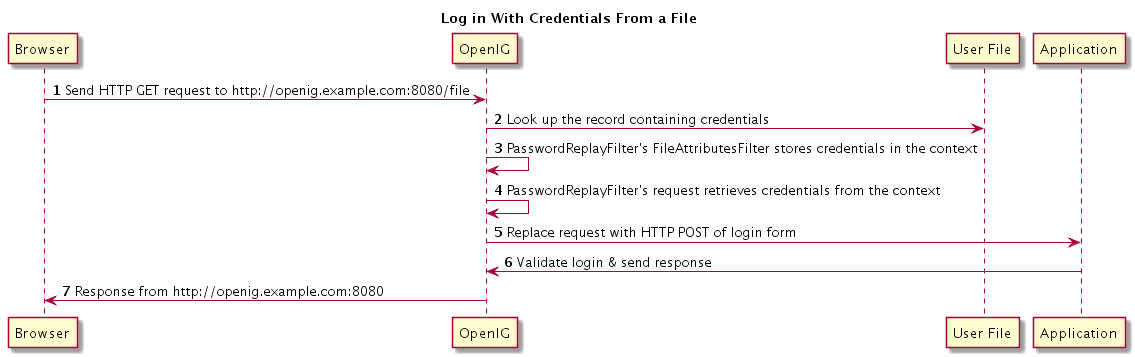 Log in With Credentials From a File
Browser
OpenIG
User File
Application
1 Send HTTP GET request to http://openig.example.com:8080/file
2 Look up the record containing credentials
3 PasswordReplayFilter's FileAttributesFilter stores credentials in the context
4 PasswordReplayFilter's request retrieves credentials from the context
5 Replace request with HTTP POST of login form
6 Validate login & send response
7 Response from http://openig.example.com:8080
Browser
OpenIG
User File
Application